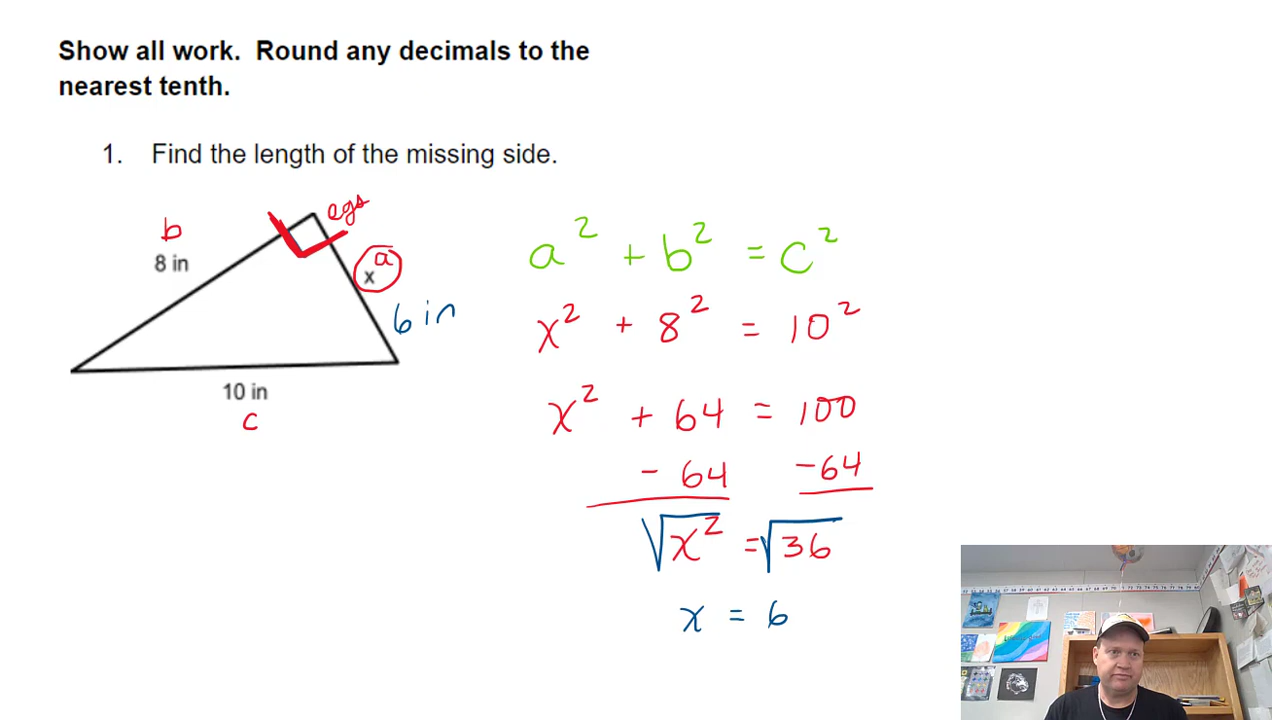 Show all work. Round any decimals to the
nearest tenth.
1. Find the length of the missing side.
egs
b
8 in
a
x
6 in
10 in
c
a² + b² = c²
x² + 8² = 10²
x² + 64 = 100
- 64 -64
√x² = √36
x = 6